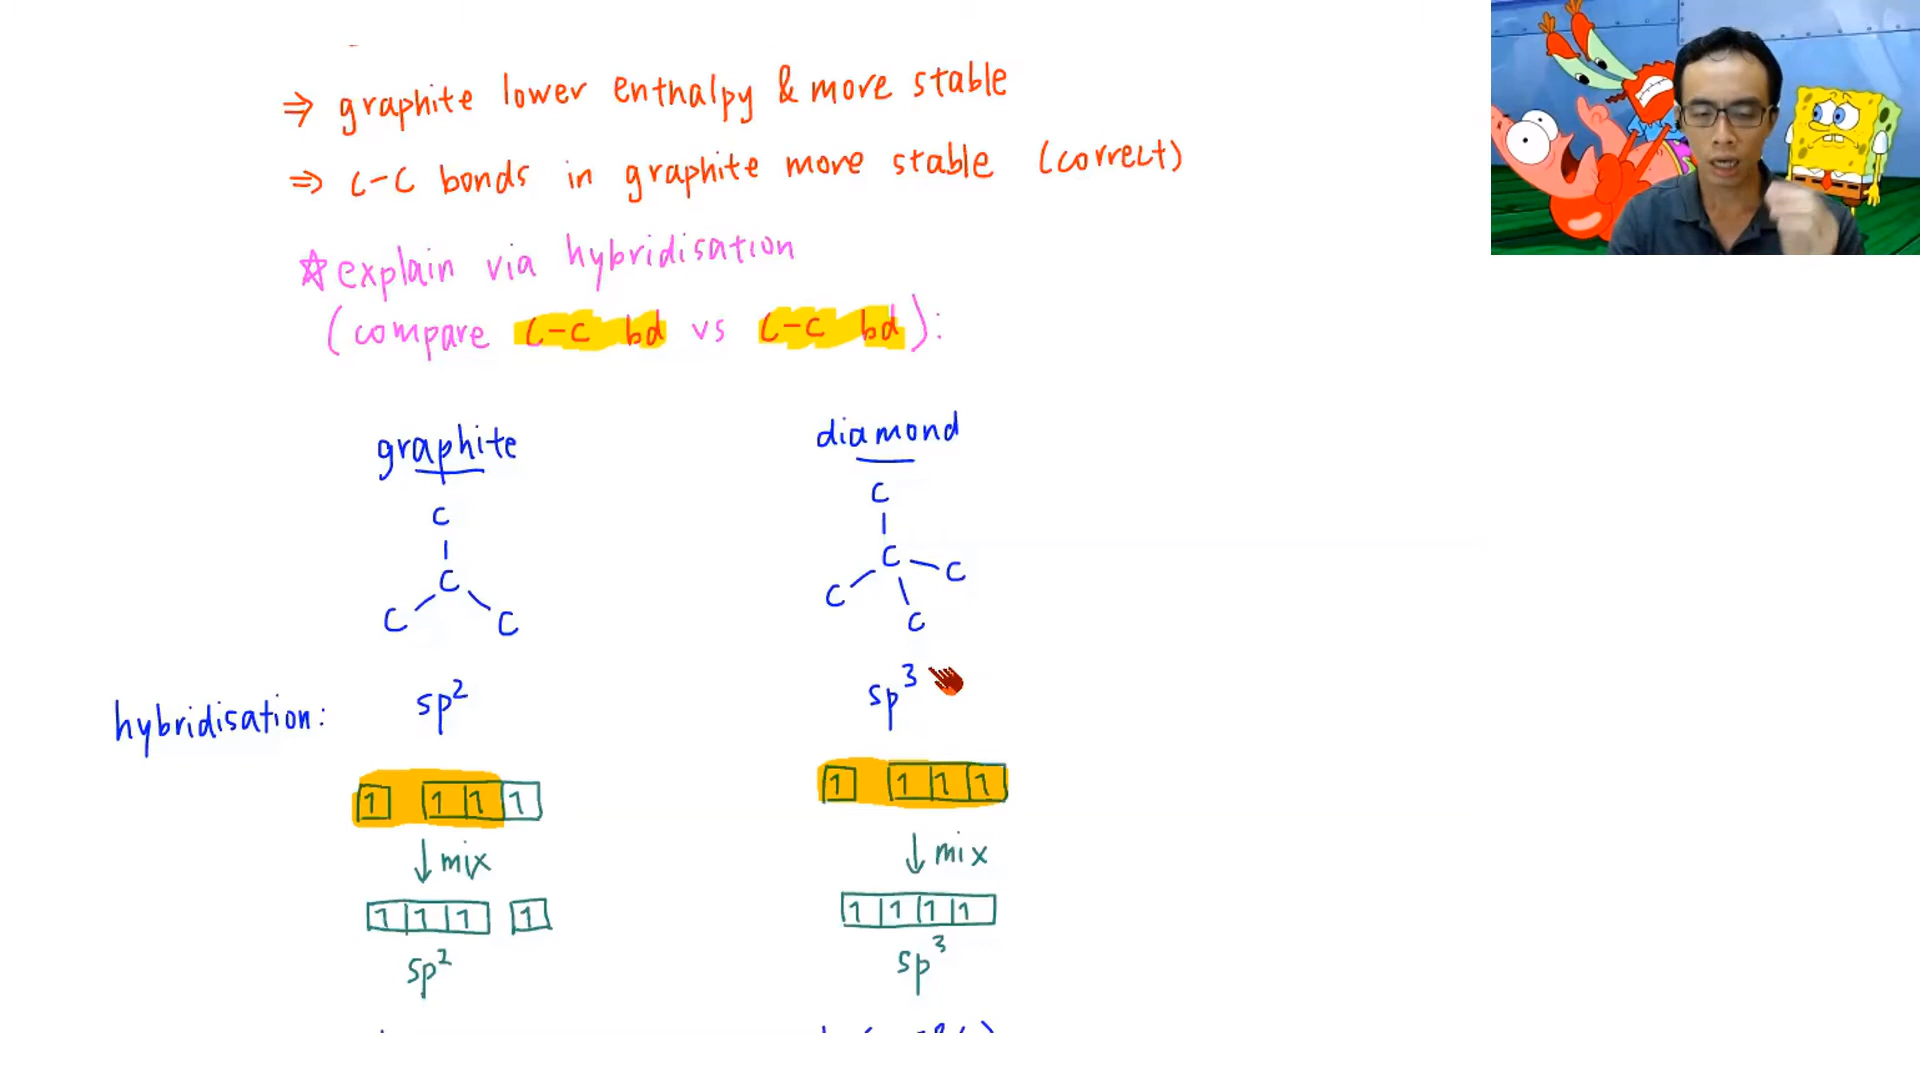 ⇒ graphite lower enthalpy & more stable
⇒ C-C bonds in graphite more stable (correct)
☆ explain via hybridisation
(compare C-C bd vs C-C bd):
graphite diamond
C C
C C C
C C C C
hybridisation: sp² sp³
1 1 1 1 1 1 1 1
↓ mix ↓ mix
1 1 1 1 1 1 1 1
sp² sp³